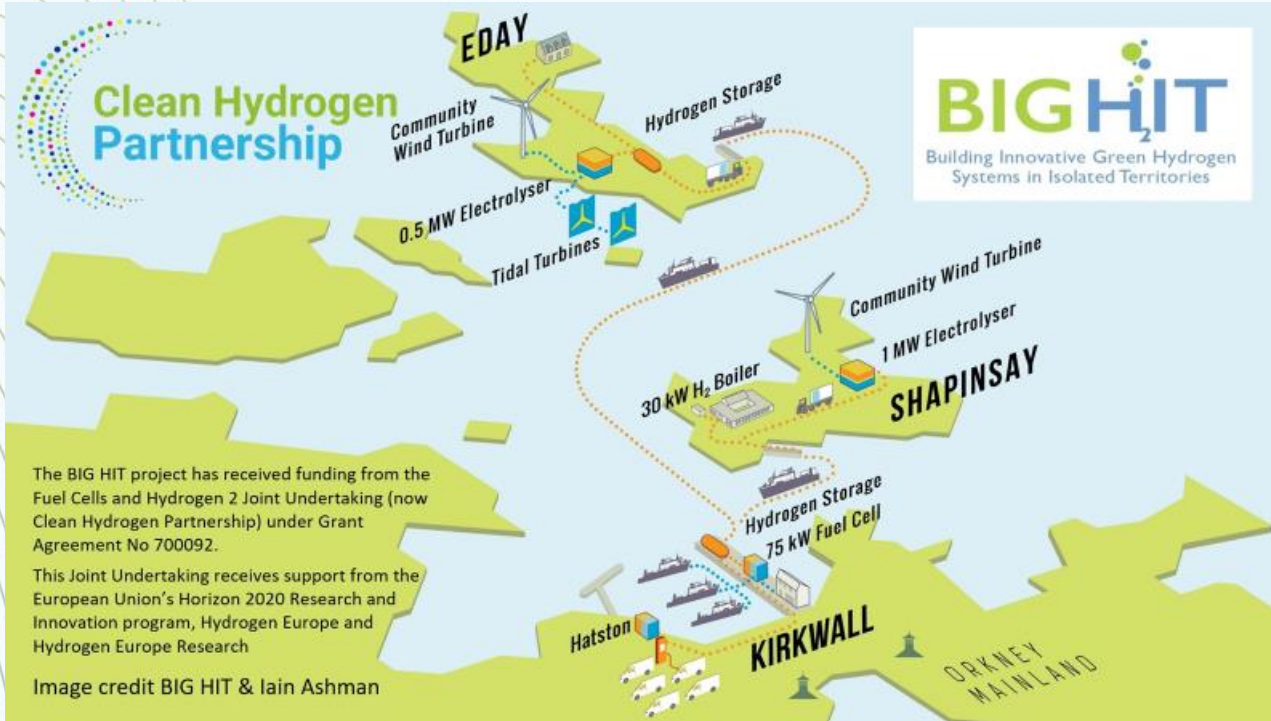 Clean Hydrogen
Partnership
EDAY
Community
Wind Turbine
Hydrogen Storage
0.5 MW Electrolyser
Tidal Turbines
BIG H2IT
Building Innovative Green Hydrogen
Systems in Isolated Territories
Community Wind Turbine
1 MW Electrolyser
30 kW H₂ Boiler
SHAPINSAY
The BIG HIT project has received funding from the
Fuel Cells and Hydrogen 2 Joint Undertaking (now
Clean Hydrogen Partnership) under Grant
Agreement No 700092.
This Joint Undertaking receives support from the
European Union's Horizon 2020 Research and
Innovation program, Hydrogen Europe and
Hydrogen Europe Research
Image credit BIG HIT & Iain Ashman
Hydrogen Storage
75 kW Fuel Cell
Hatston
KIRKWALL
ORKNEY
MAINLAND